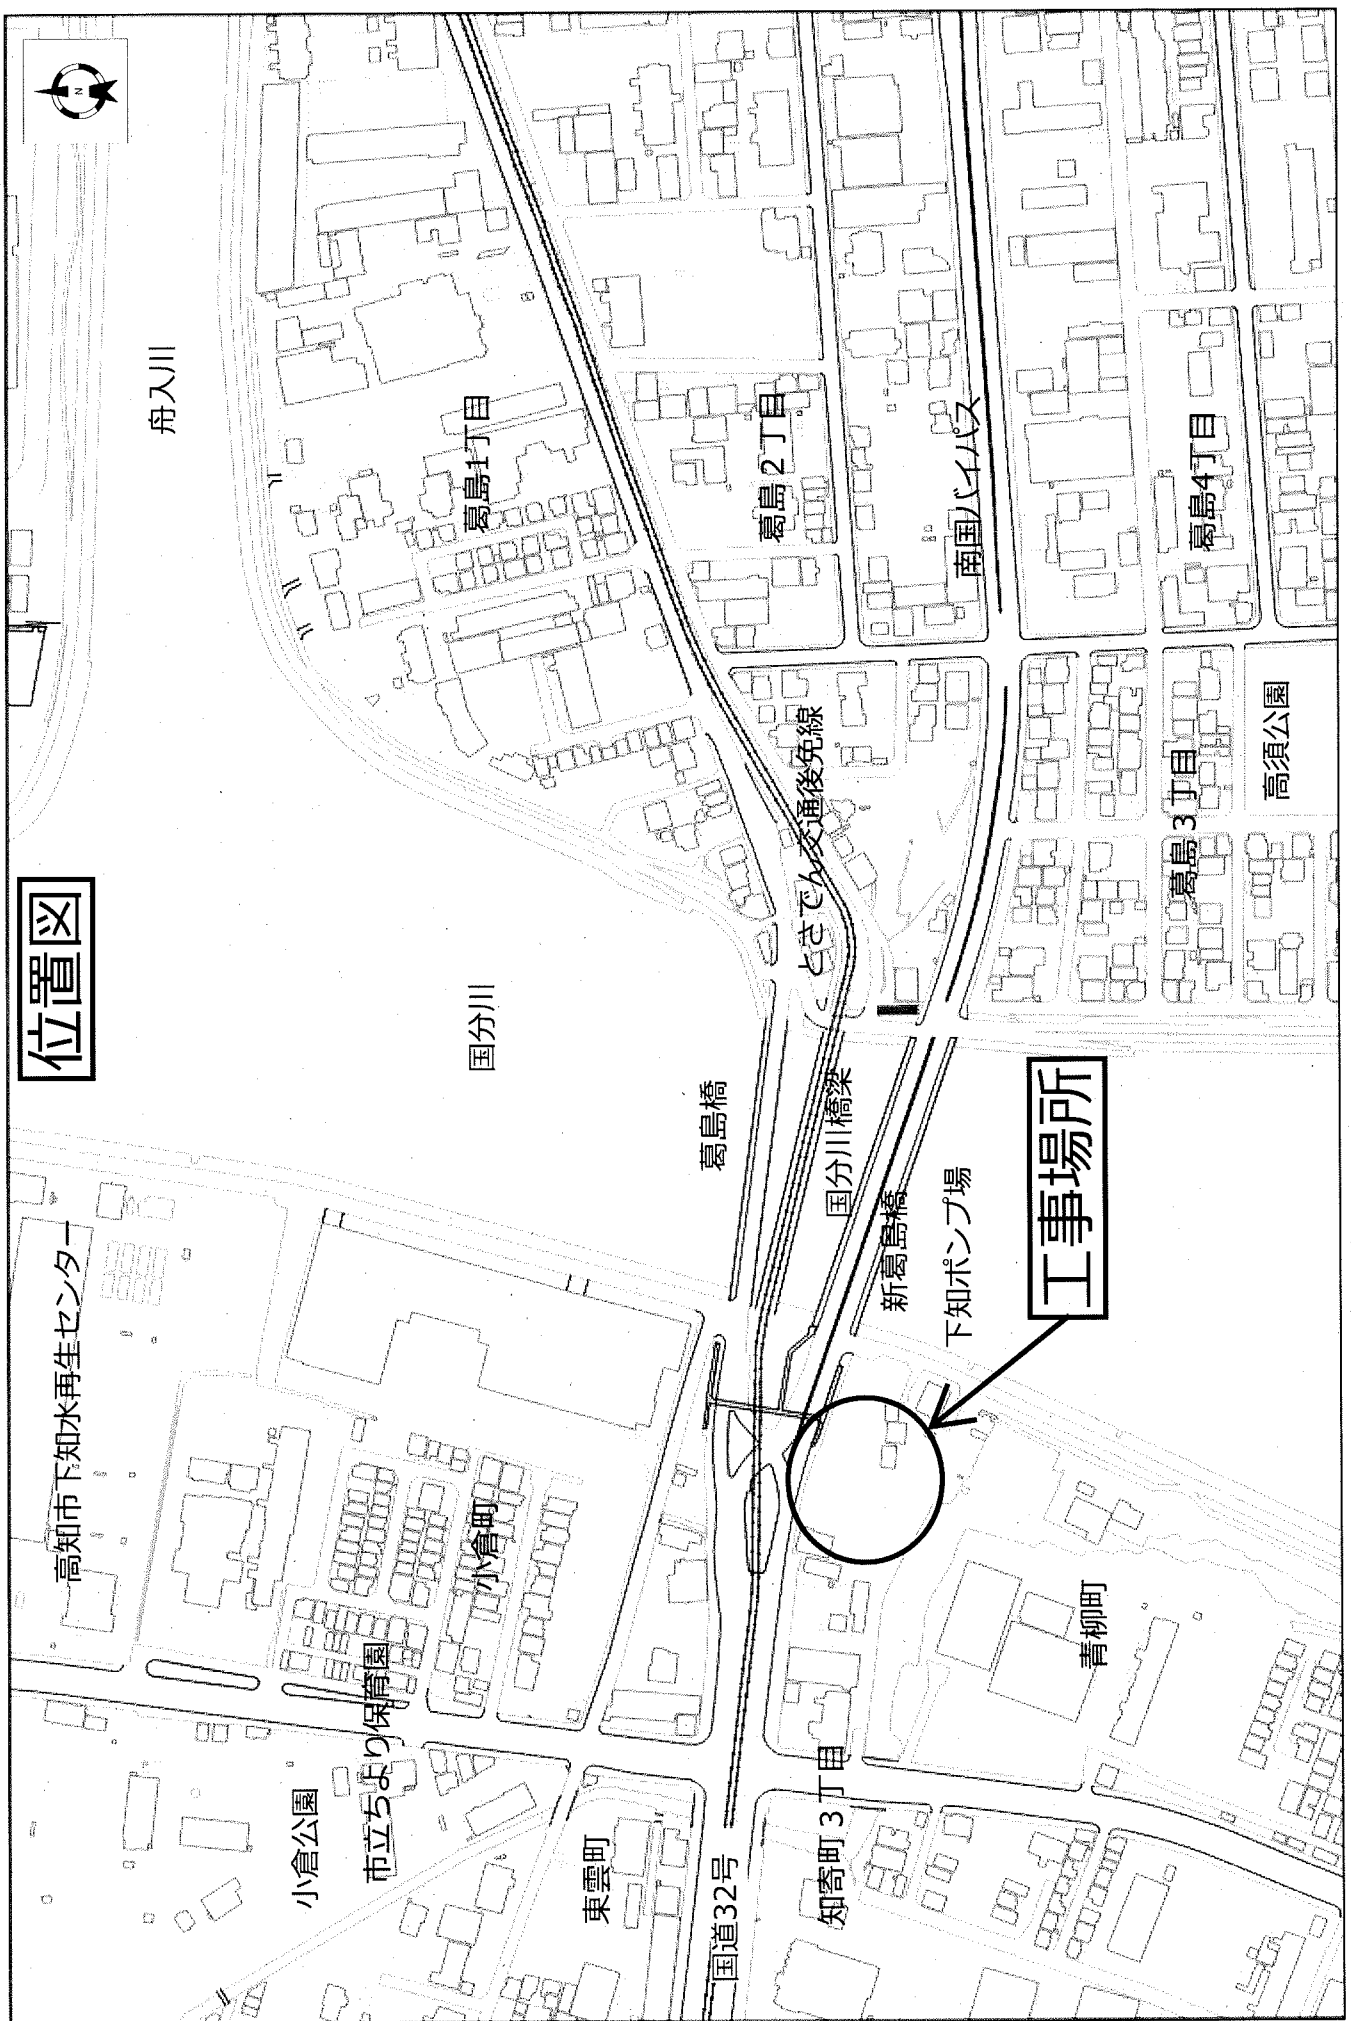 位置図
N
舟入川
高知市下知水再生センター
国分川
葛島1丁目
小倉公園
市立ちより保育園
小倉町
葛島橋
葛島２丁目
東雲町
とさでん交通後免線
国分川橋梁
国道32号
新葛島橋
南国バイパス
知寄町３丁目
下知ポンプ場
工事場所
青柳町
葛島３丁目
葛島4丁目
高須公園